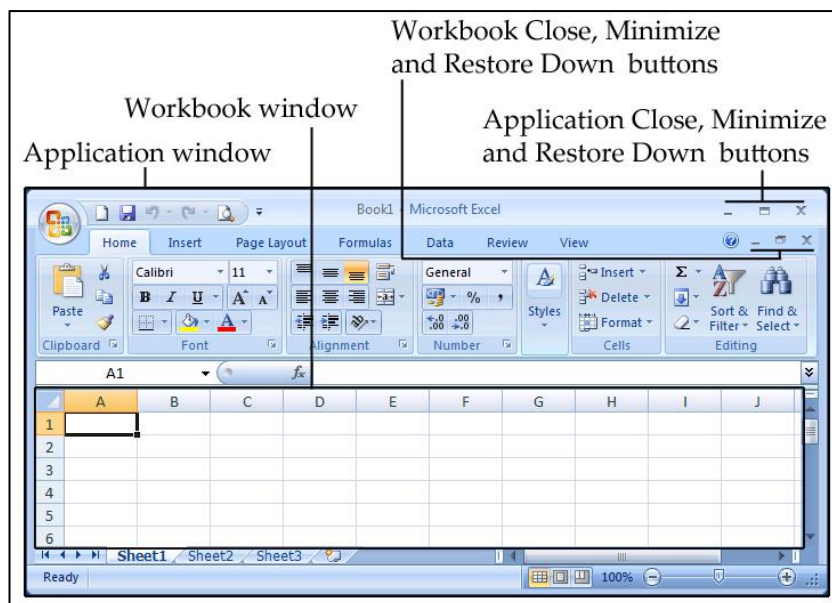 Workbook Close, Minimize
and Restore Down buttons
Workbook window
Application Close, Minimize
and Restore Down buttons
Application window
Book1 - Microsoft Excel
Home Insert Page Layout Formulas Data Review View
Calibri 11 General Insert Σ
Paste B I U A A % , Styles Delete Sort & Find &
A .00 .0 Format Filter Select
Clipboard Font Alignment Number Cells Editing
A1 fx
A B C D E F G H I J
1
2
3
4
5
6
Sheet1 Sheet2 Sheet3
Ready 100%